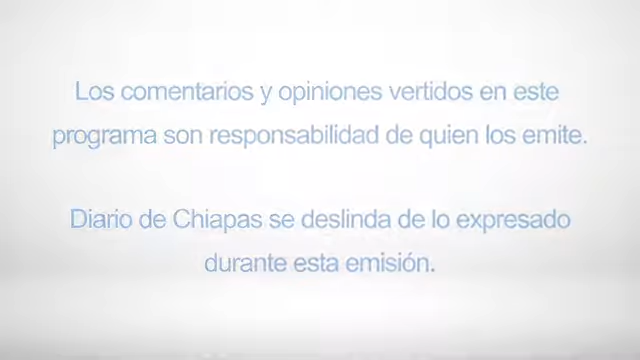 Los comentarios y opiniones vertidos en este
programa son responsabilidad de quien los emite.
Diario de Chiapas se deslinda de lo expresado
durante esta emisión.